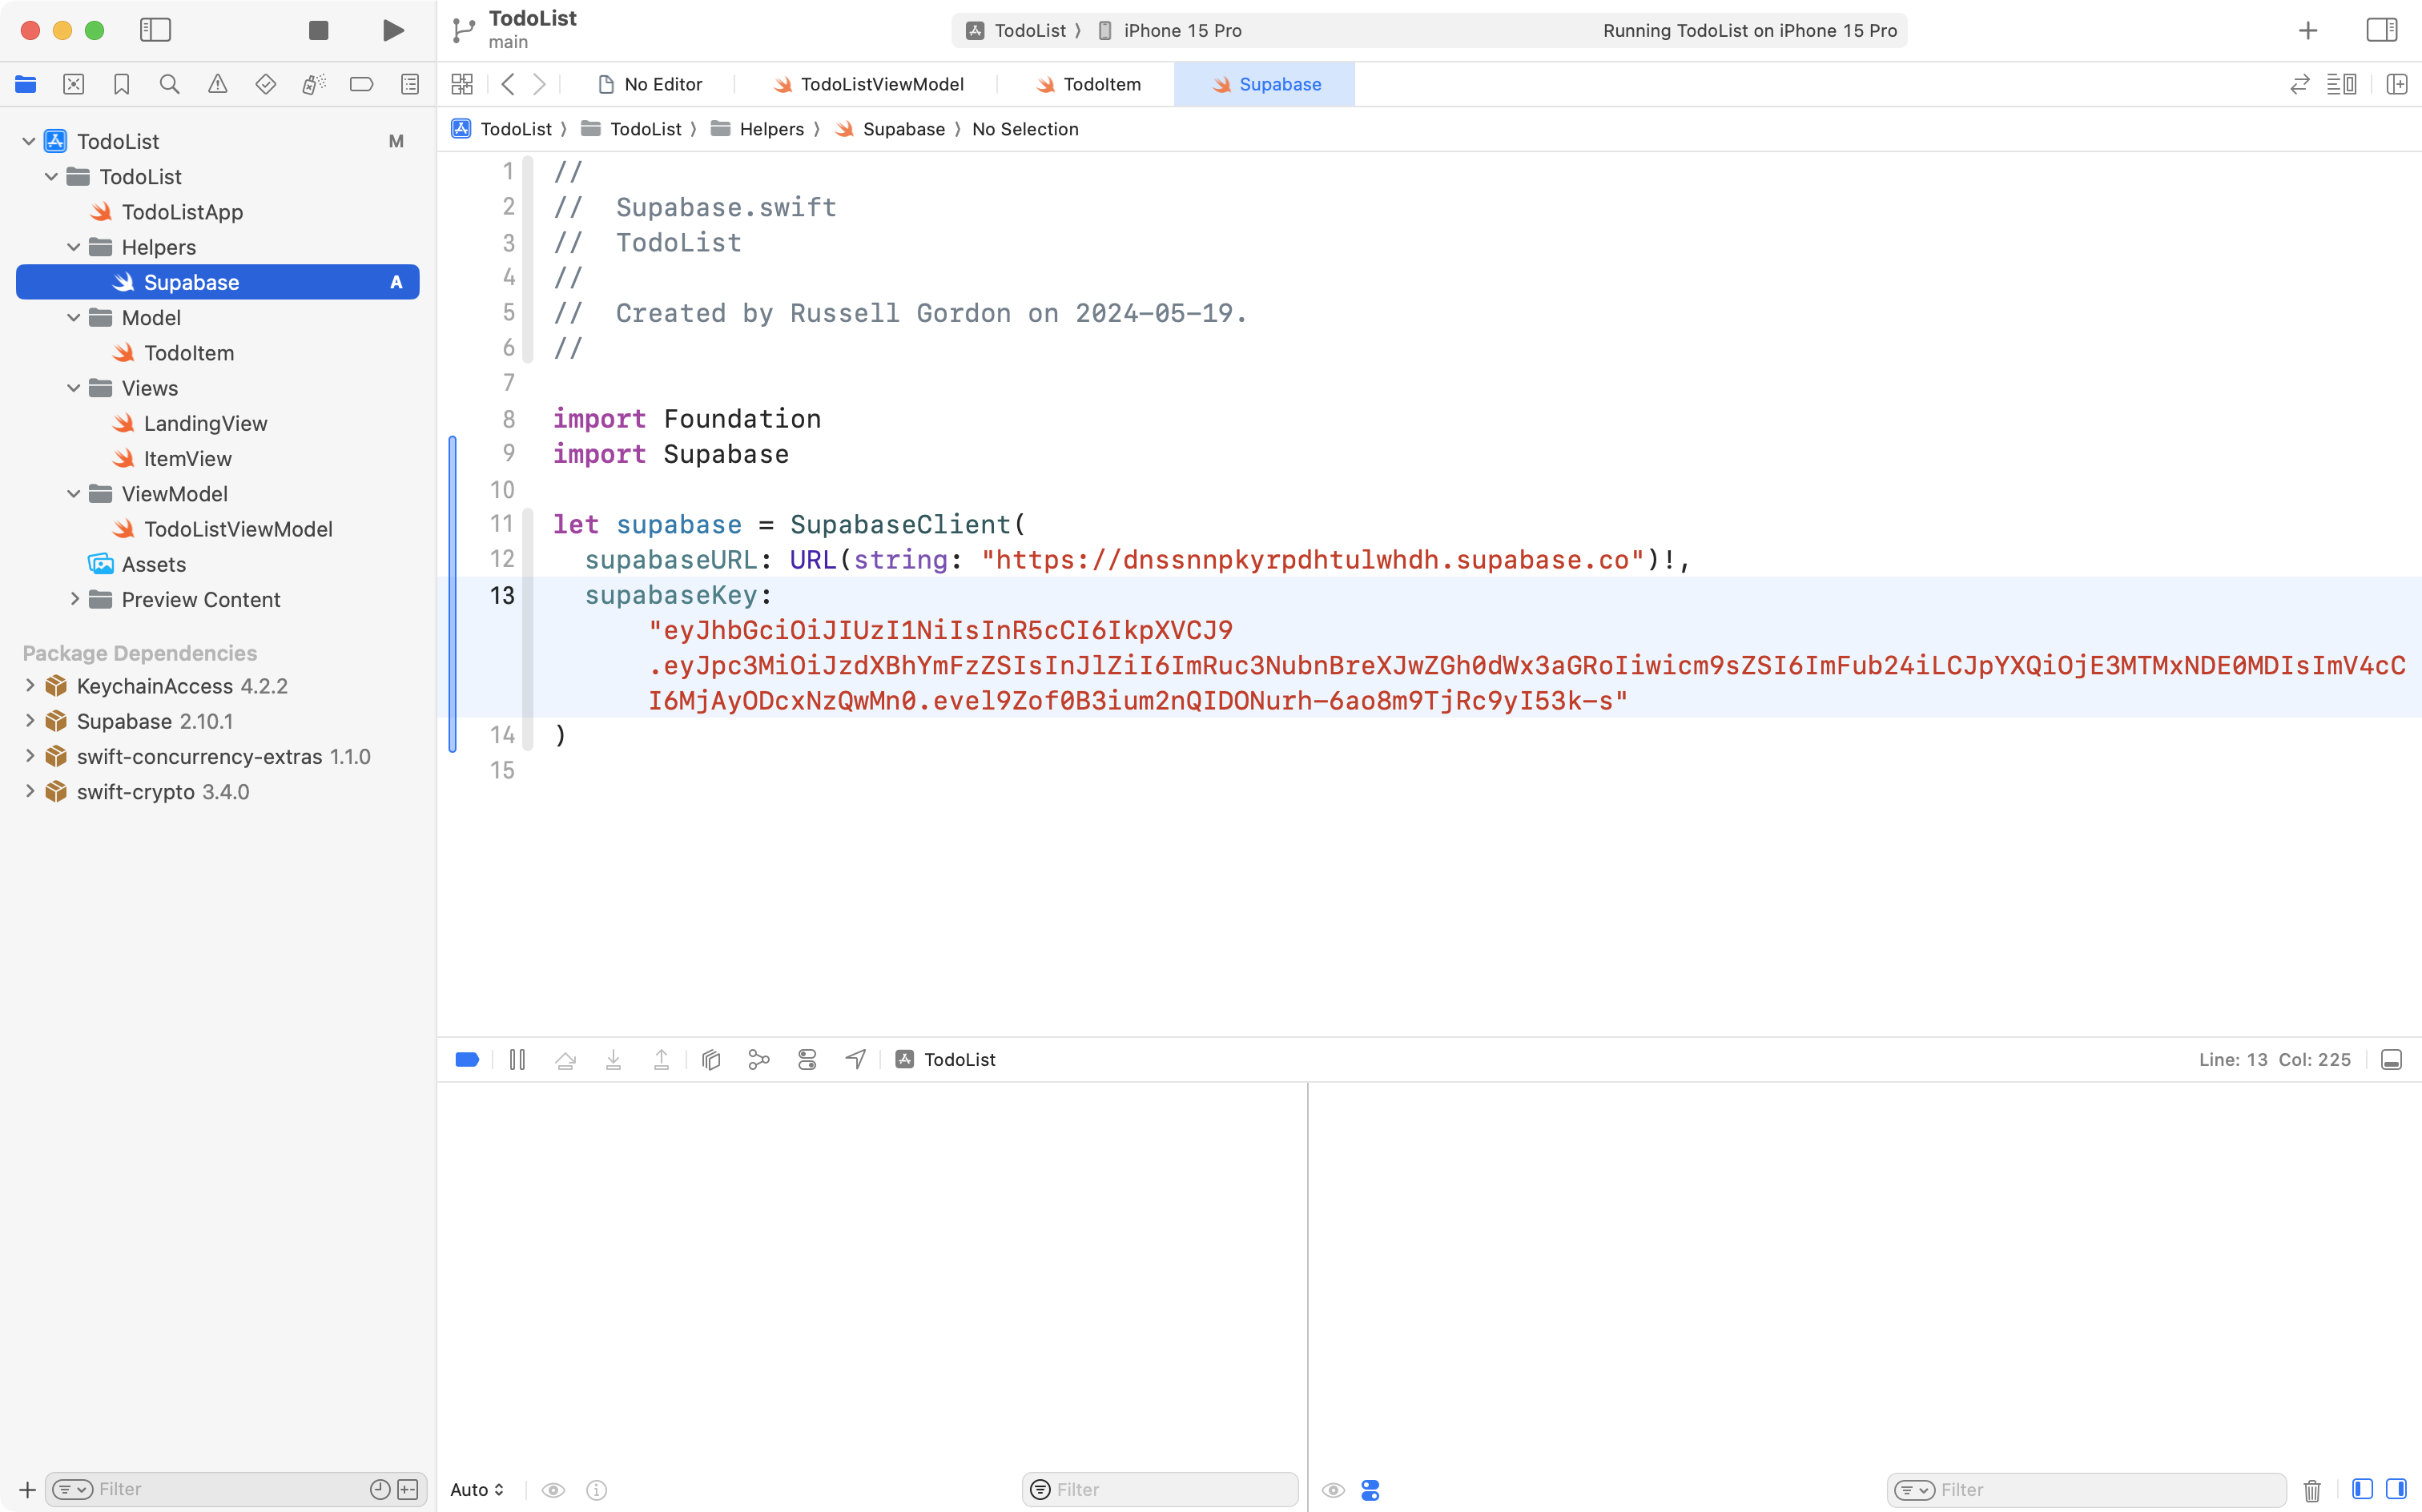 TodoList
main
TodoList ⟩ iPhone 15 Pro
Running TodoList on iPhone 15 Pro
No Editor
TodoListViewModel
TodoItem
Supabase
TodoList ⟩ TodoList ⟩ Helpers ⟩ Supabase ⟩ No Selection
TodoList M
TodoList
TodoListApp
Helpers
Supabase A
Model
TodoItem
Views
LandingView
ItemView
ViewModel
TodoListViewModel
Assets
Preview Content
Package Dependencies
KeychainAccess 4.2.2
Supabase 2.10.1
swift-concurrency-extras 1.1.0
swift-crypto 3.4.0
Filter
1 //
2 //  Supabase.swift
3 //  TodoList
4 //
5 //  Created by Russell Gordon on 2024-05-19.
6 //
7
8 import Foundation
9 import Supabase
10
11 let supabase = SupabaseClient(
12   supabaseURL: URL(string: "https://dnssnnpkyrpdhtulwhdh.supabase.co")!,
13   supabaseKey:
"eyJhbGciOiJIUzI1NiIsInR5cCI6IkpXVCJ9
.eyJpc3MiOiJzdXBhYmFzZSIsInJlZiI6ImRuc3NubnBreXJwZGh0dWx3aGRoIiwicm9sZSI6ImFub24iLCJpYXQiOjE3MTMxNDE0MDIsImV4cC
I6MjAyODcxNzQwMn0.evel9Zof0B3ium2nQIDONurh-6ao8m9TjRc9yI53k-s"
14 )
15
TodoList
Line: 13 Col: 225
Auto
Filter
Filter